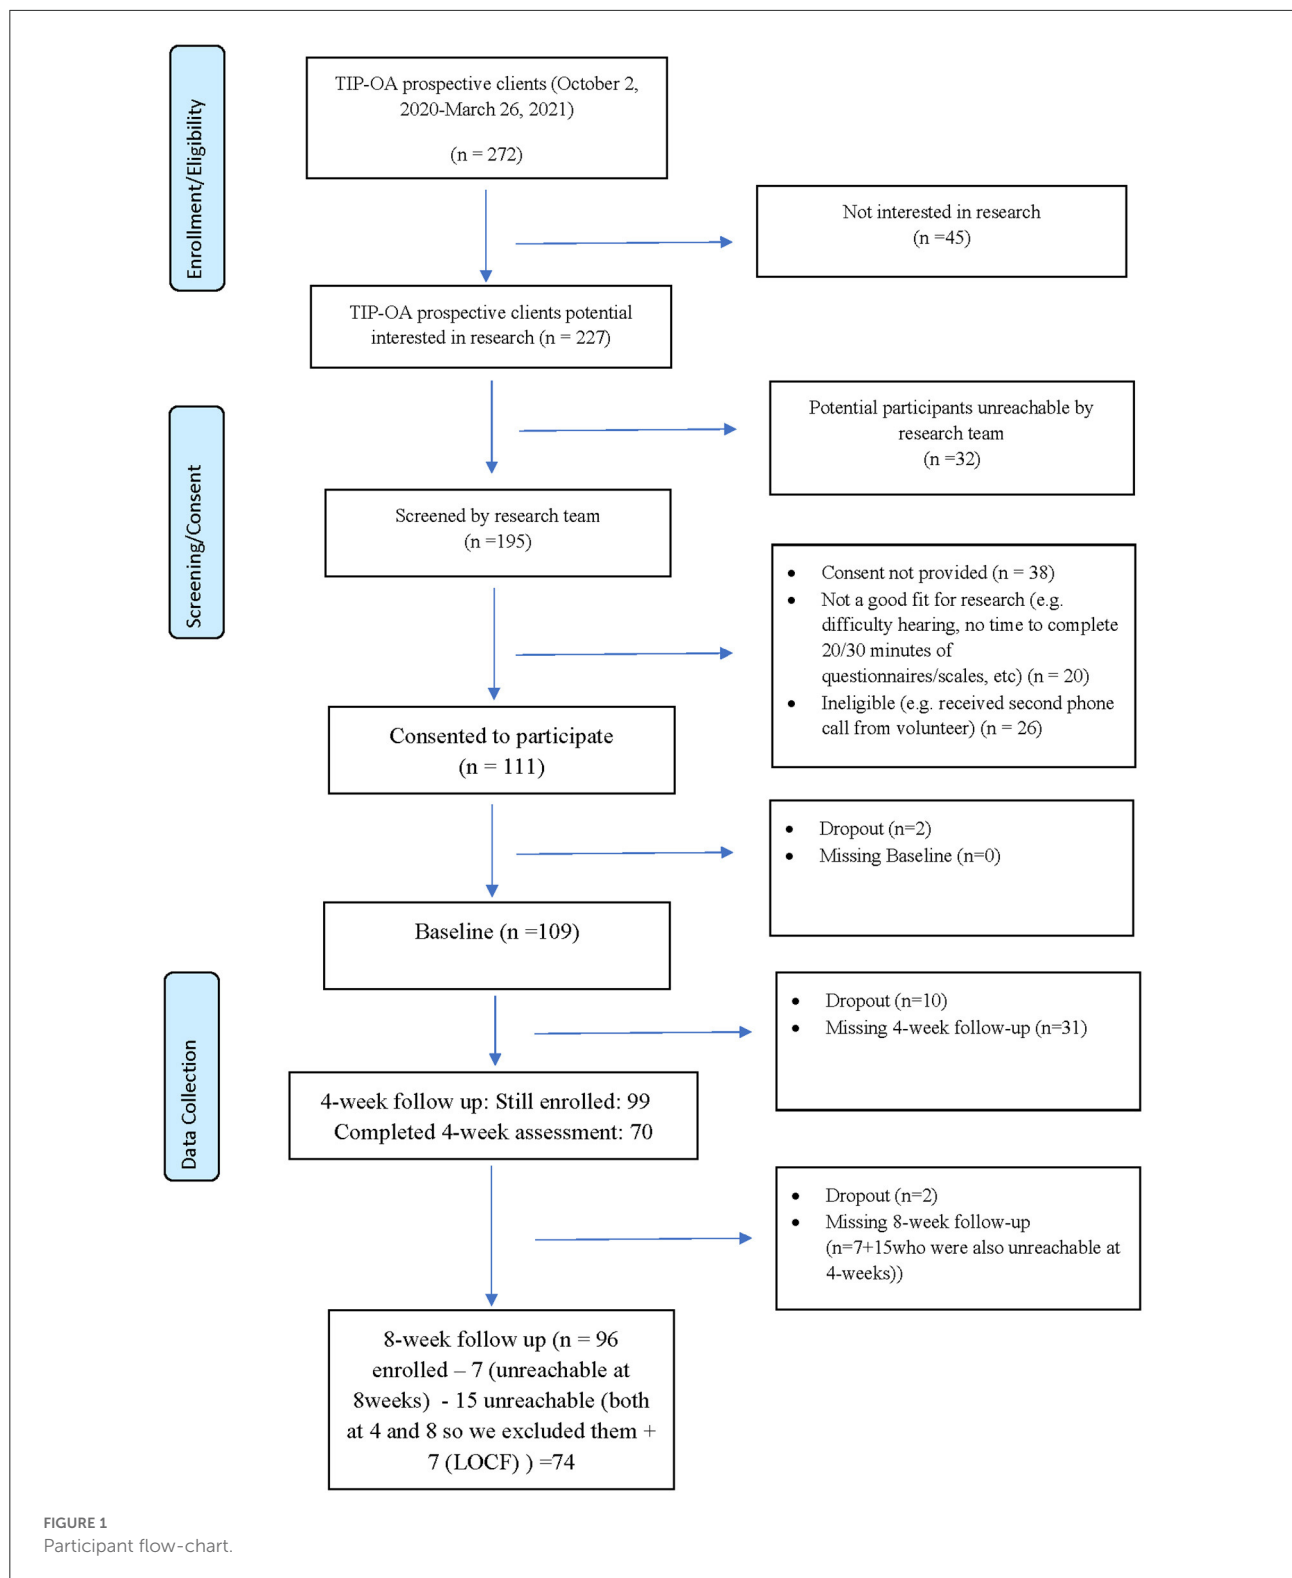 Enrollment/Eligibility
TIP-OA prospective clients (October 2,
2020-March 26, 2021)
(n = 272)
Not interested in research
(n =45)
TIP-OA prospective clients potential
interested in research (n = 227)
Screening/Consent
Potential participants unreachable by
research team
(n =32)
Screened by research team
(n =195)
• Consent not provided (n = 38)
• Not a good fit for research (e.g.
difficulty hearing, no time to complete
20/30 minutes of
questionnaires/scales, etc) (n = 20)
• Ineligible (e.g. received second phone
call from volunteer) (n = 26)
Consented to participate
(n = 111)
• Dropout (n=2)
• Missing Baseline (n=0)
Baseline (n =109)
Data Collection
• Dropout (n=10)
• Missing 4-week follow-up (n=31)
4-week follow up: Still enrolled: 99
Completed 4-week assessment: 70
• Dropout (n=2)
• Missing 8-week follow-up
(n=7+15who were also unreachable at
4-weeks))
8-week follow up (n = 96
enrolled – 7 (unreachable at
8weeks) - 15 unreachable (both
at 4 and 8 so we excluded them +
7 (LOCF) ) =74
FIGURE 1
Participant flow-chart.